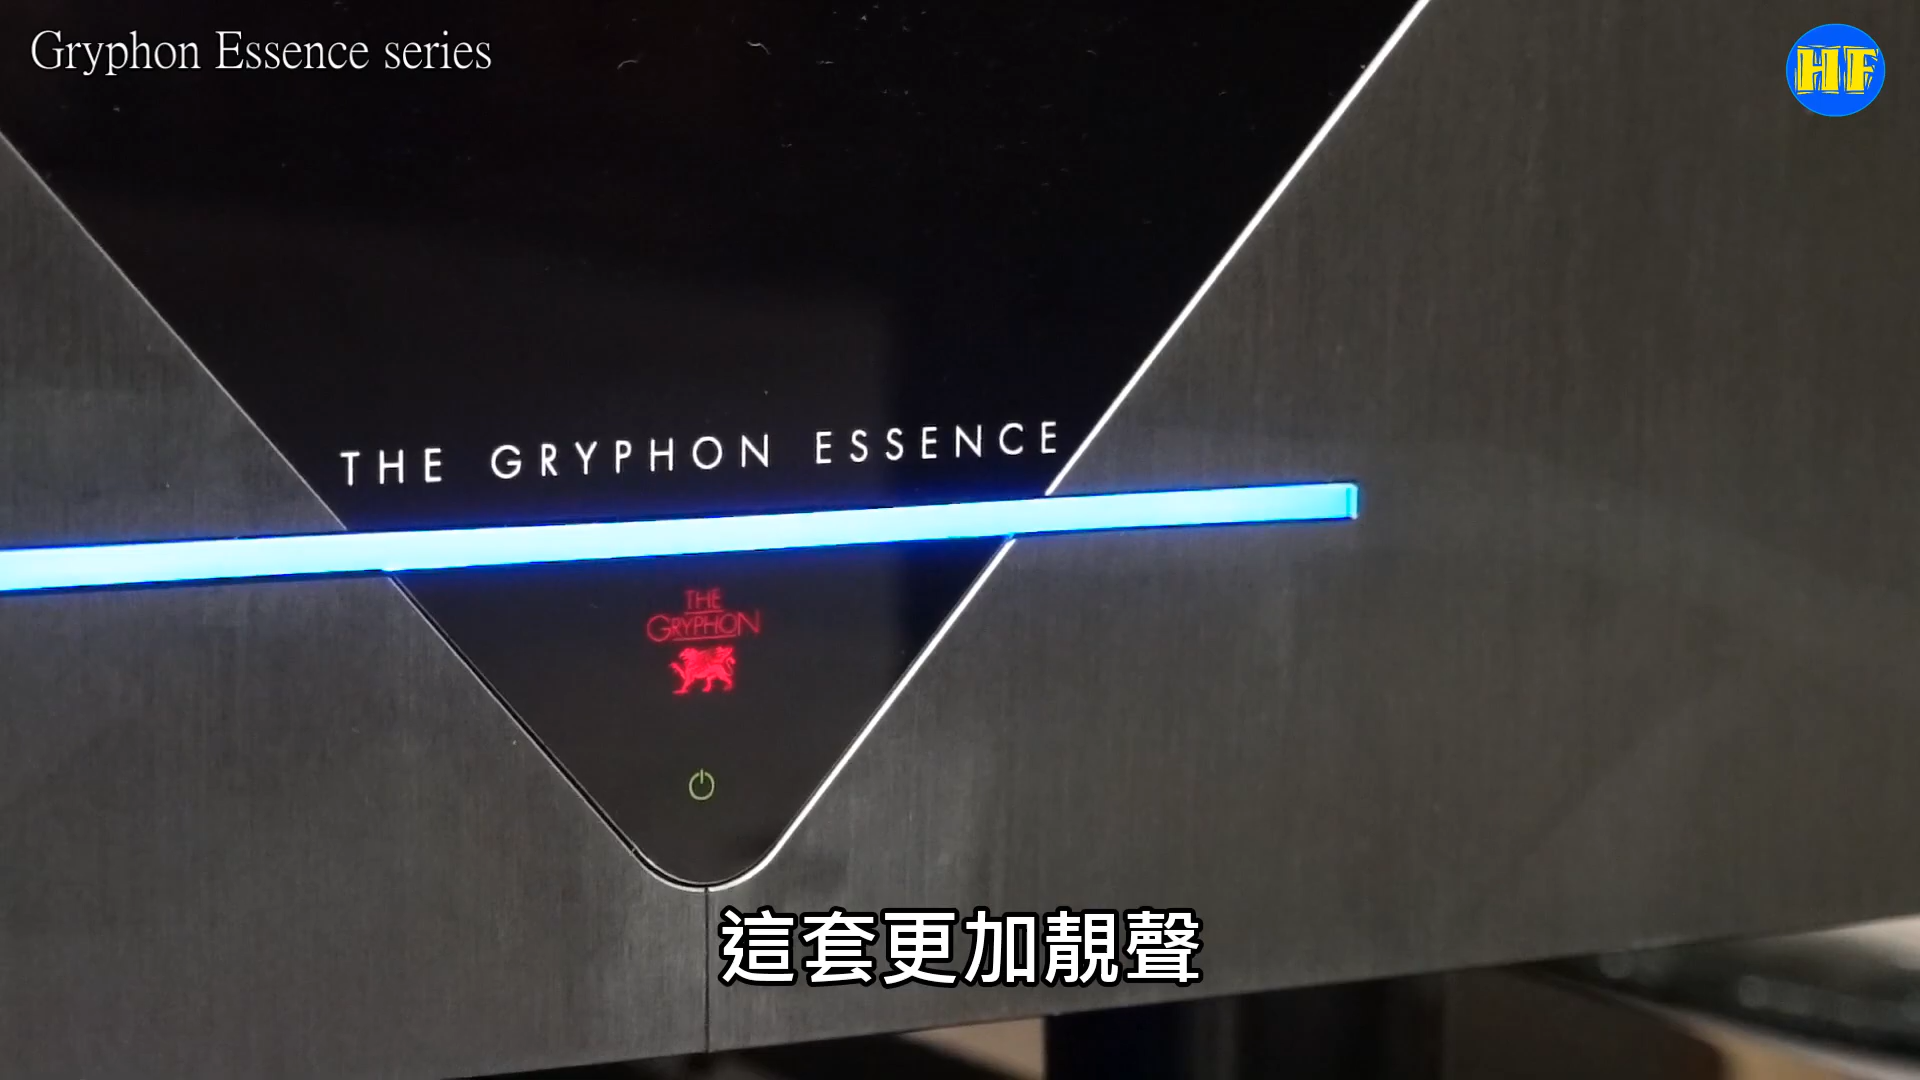 Gryphon Essence series
HF
THE GRYPHON ESSENCE
THE
GRYPHON
這套更加靚聲